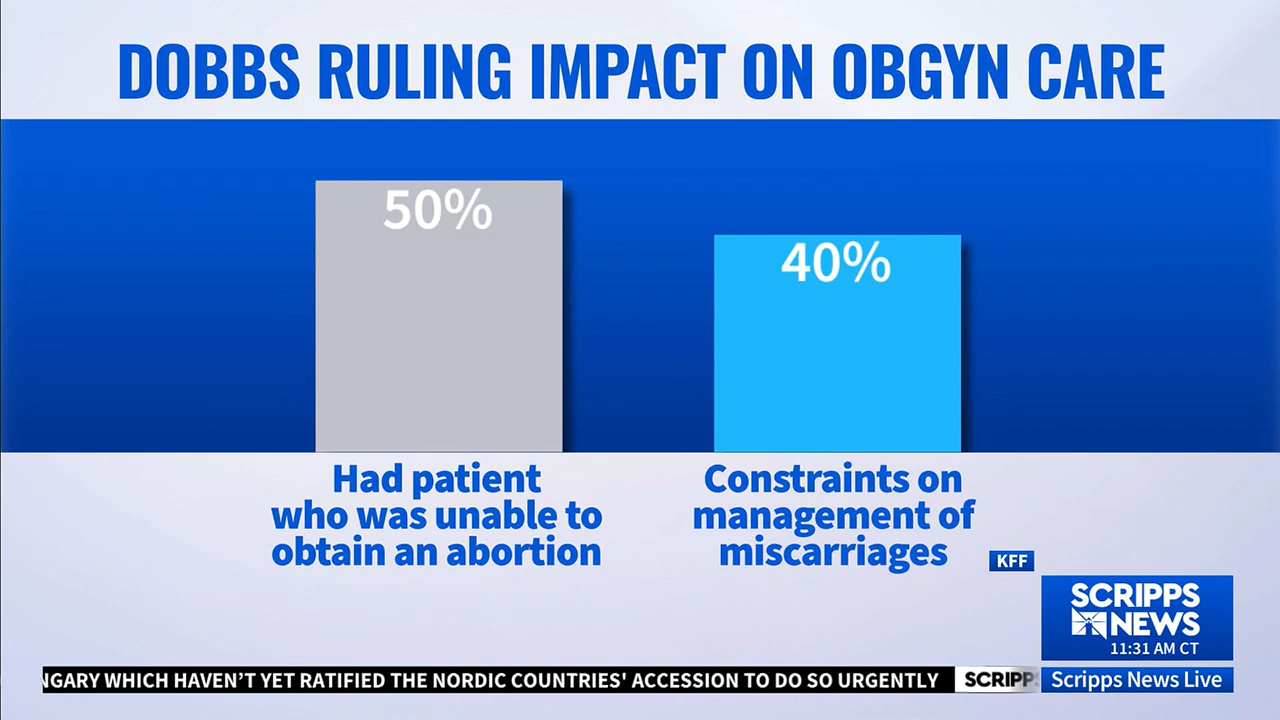 DOBBS RULING IMPACT ON OBGYN CARE
50%
40%
Had patient
who was unable to
obtain an abortion
Constraints on
management of
miscarriages
KFF
SCRIPPS
NEWS
11:31 AM CT
WHICH HAVEN'T YET RATIFIED THE NORDIC COUNTRIES' ACCESSION TO DO SO URGENTLY
SCRIPP
Scripps News Live